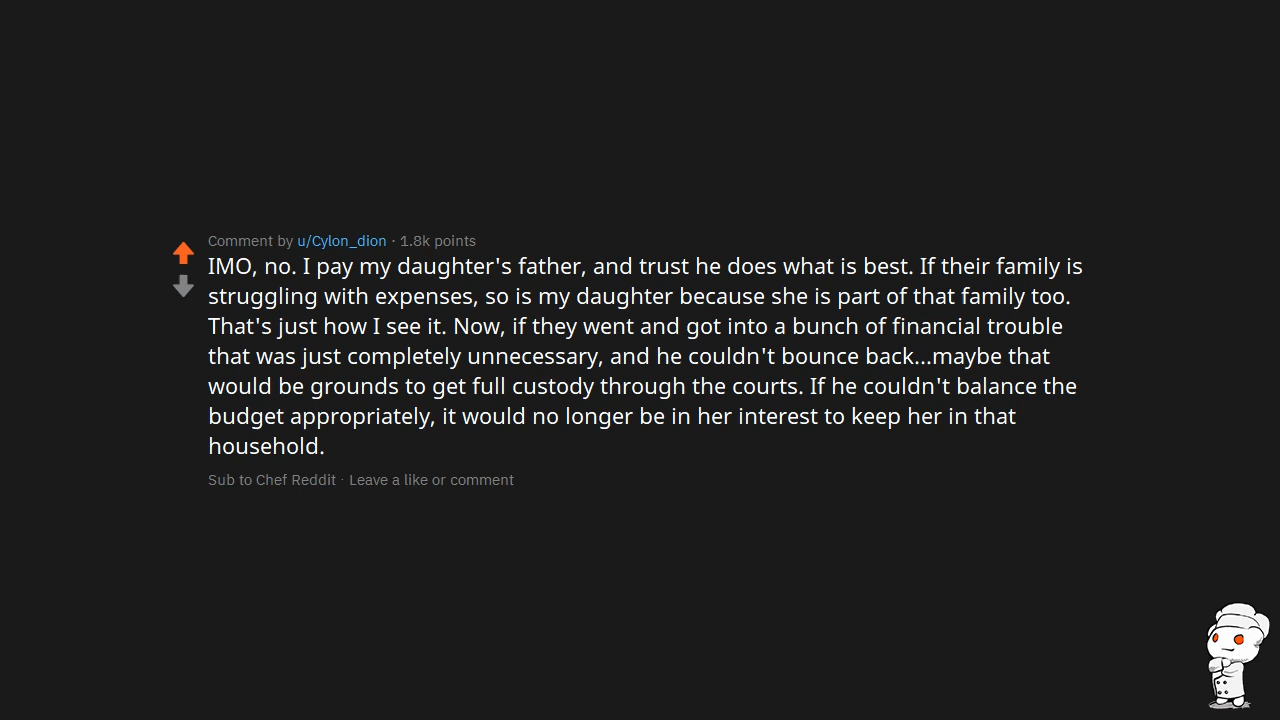 Comment by u/Cylon_dion · 1.8k points
IMO, no. I pay my daughter's father, and trust he does what is best. If their family is
struggling with expenses, so is my daughter because she is part of that family too.
That's just how I see it. Now, if they went and got into a bunch of financial trouble
that was just completely unnecessary, and he couldn't bounce back...maybe that
would be grounds to get full custody through the courts. If he couldn't balance the
budget appropriately, it would no longer be in her interest to keep her in that
household.
Sub to Chef Reddit · Leave a like or comment